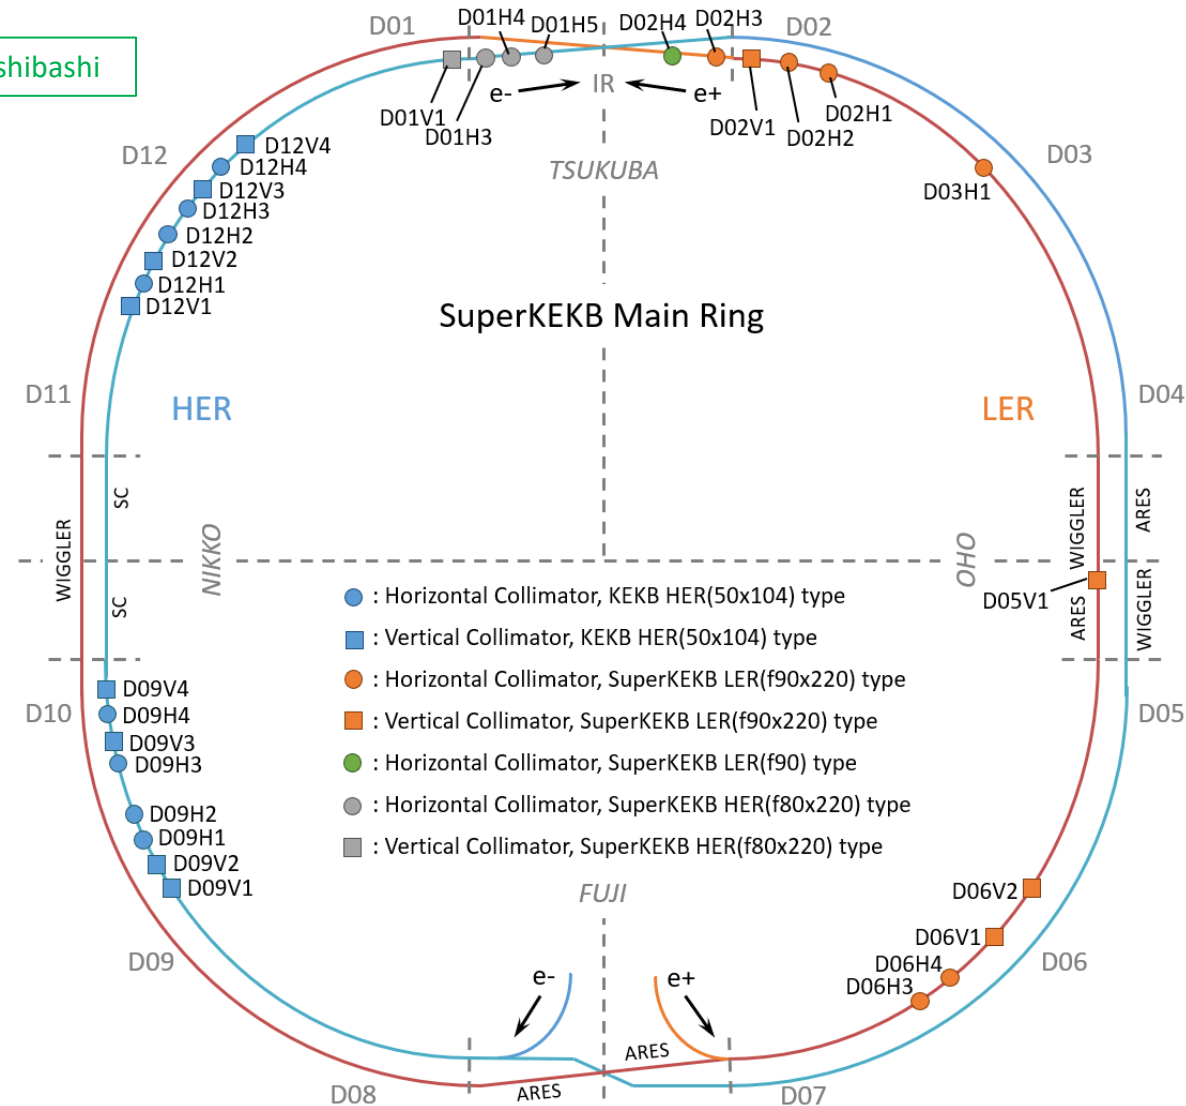 shibashi
D01
D01H4
D01H5
D02H4
D02H3
D02
e-
IR
e+
D01V1
D01H3
D02V1
D02H2
D02H1
TSUKUBA
D12
D03
D12V4
D12H4
D12V3
D12H3
D12H2
D12V2
D12H1
D12V1
D03H1
SuperKEKB Main Ring
D11
HER
LER
D04
SC
WIGGLER
ARES
WIGGLER
NIKKO
OHO
SC
D05V1
ARES
WIGGLER
: Horizontal Collimator, KEKB HER(50x104) type
: Vertical Collimator, KEKB HER(50x104) type
: Horizontal Collimator, SuperKEKB LER(f90x220) type
: Vertical Collimator, SuperKEKB LER(f90x220) type
: Horizontal Collimator, SuperKEKB LER(f90) type
: Horizontal Collimator, SuperKEKB HER(f80x220) type
: Vertical Collimator, SuperKEKB HER(f80x220) type
D09V4
D10
D09H4
D05
D09V3
D09H3
D09H2
D09H1
D09V2
D09V1
FUJI
D06V2
D06V1
D09
D06H4
D06
D06H3
e-
e+
ARES
ARES
D08
D07